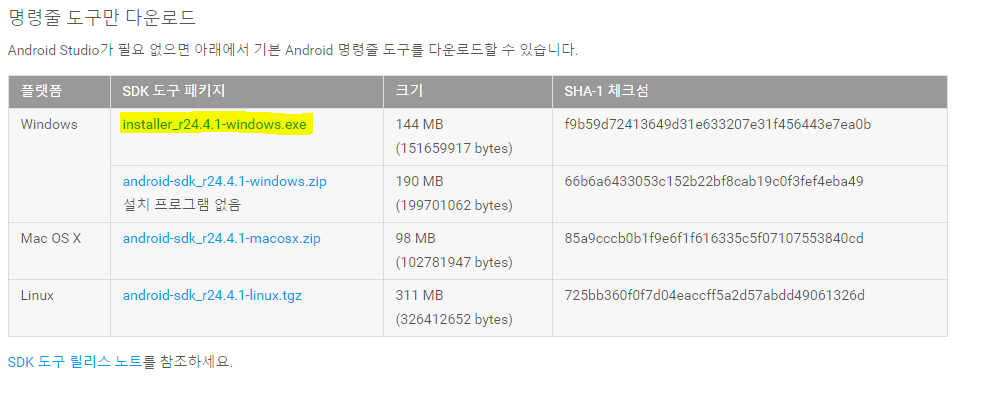 명령줄 도구만 다운로드
Android Studio가 필요 없으면 아래에서 기본 Android 명령줄 도구를 다운로드할 수 있습니다.
플랫폼 SDK 도구 패키지 크기 SHA-1 체크섬
Windows installer_r24.4.1-windows.exe 144 MB f9b59d72413649d31e633207e31f456443e7ea0b
(151659917 bytes)
android-sdk_r24.4.1-windows.zip 190 MB 66b6a6433053c152b22bf8cab19c0f3fef4eba49
설치 프로그램 없음 (199701062 bytes)
Mac OS X android-sdk_r24.4.1-macosx.zip 98 MB 85a9cccb0b1f9e6f1f616335c5f07107553840cd
(102781947 bytes)
Linux android-sdk_r24.4.1-linux.tgz 311 MB 725bb360f0f7d04eaccff5a2d57abdd49061326d
(326412652 bytes)
SDK 도구 릴리스 노트를 참조하세요.